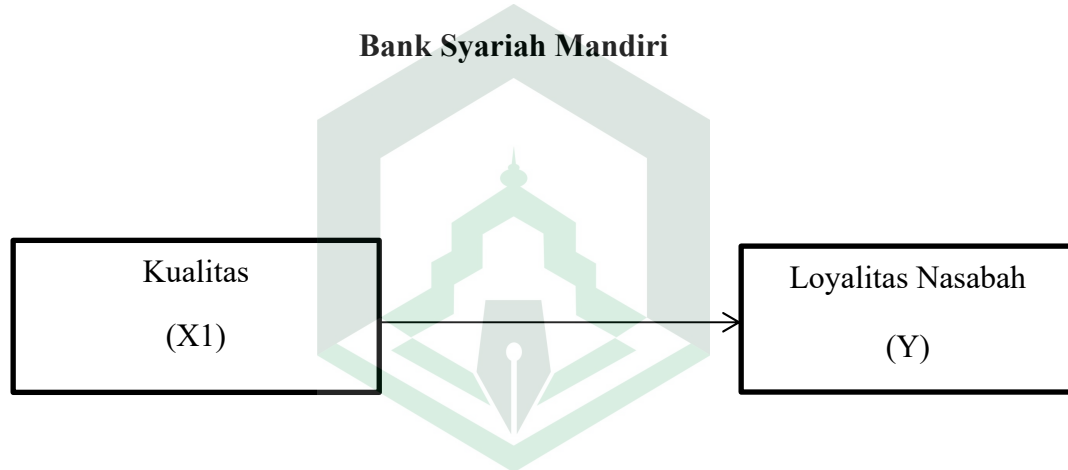 Bank Syariah Mandiri
Kualitas
(X1)
Loyalitas Nasabah
(Y)